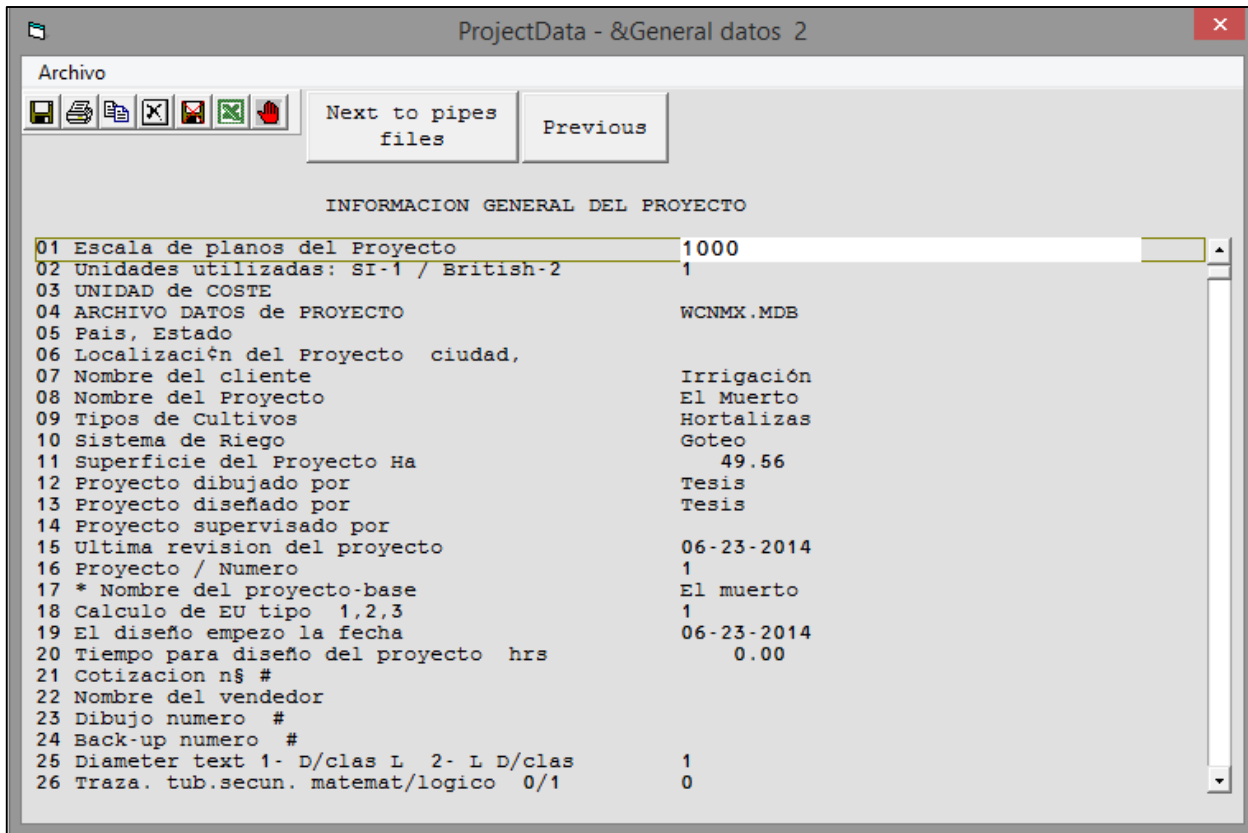 ProjectData - &General datos 2
Archivo
Next to pipes
files
Previous
INFORMACION GENERAL DEL PROYECTO
01 Escala de planos del Proyecto 1000
02 Unidades utilizadas: SI-1 / British-2 1
03 UNIDAD de COSTE
04 ARCHIVO DATOS de PROYECTO WCNMX.MDB
05 Pais, Estado
06 Localizaci¢n del Proyecto ciudad,
07 Nombre del cliente Irrigación
08 Nombre del Proyecto El Muerto
09 Tipos de Cultivos Hortalizas
10 Sistema de Riego Goteo
11 Superficie del Proyecto Ha 49.56
12 Proyecto dibujado por Tesis
13 Proyecto diseñado por Tesis
14 Proyecto supervisado por
15 Ultima revision del proyecto 06-23-2014
16 Proyecto / Numero 1
17 * Nombre del proyecto-base El muerto
18 Calculo de EU tipo 1,2,3 1
19 El diseño empezo la fecha 06-23-2014
20 Tiempo para diseño del proyecto hrs 0.00
21 Cotizacion n§ #
22 Nombre del vendedor
23 Dibujo numero #
24 Back-up numero #
25 Diameter text 1- D/clas L 2- L D/clas 1
26 Traza. tub.secun. matemat/logico 0/1 0